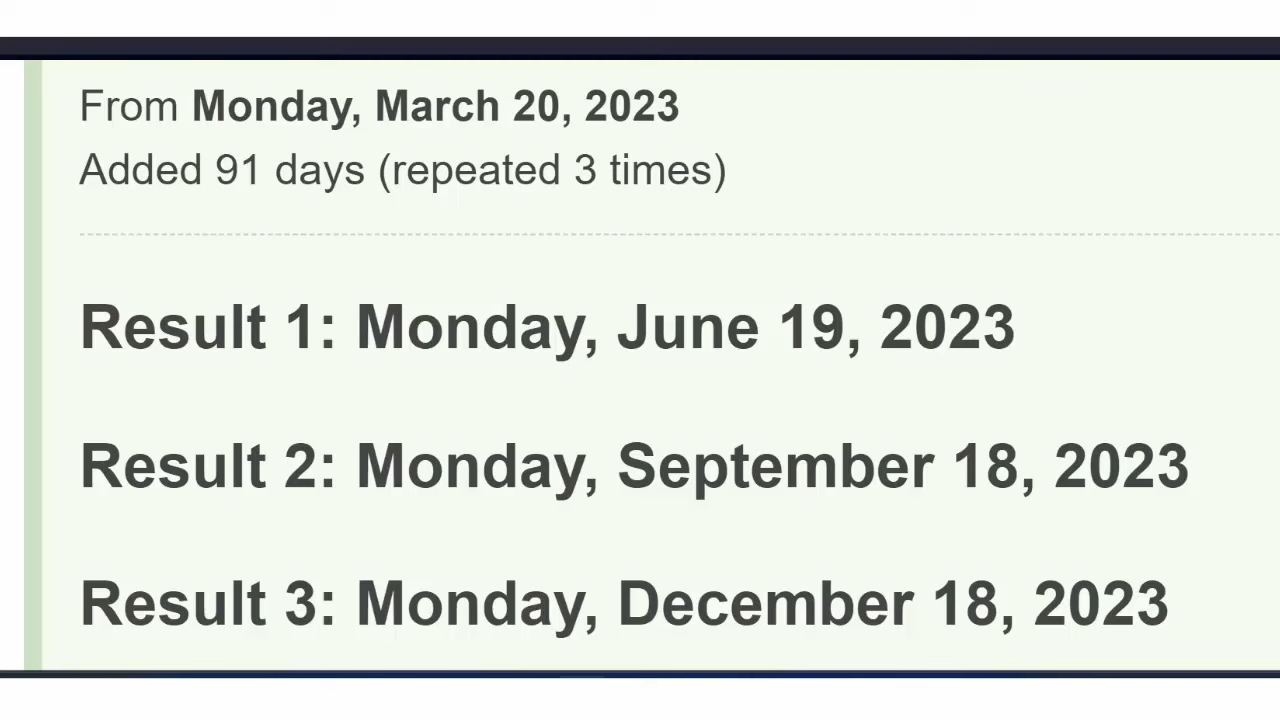 From Monday, March 20, 2023
Added 91 days (repeated 3 times)
Result 1: Monday, June 19, 2023
Result 2: Monday, September 18, 2023
Result 3: Monday, December 18, 2023